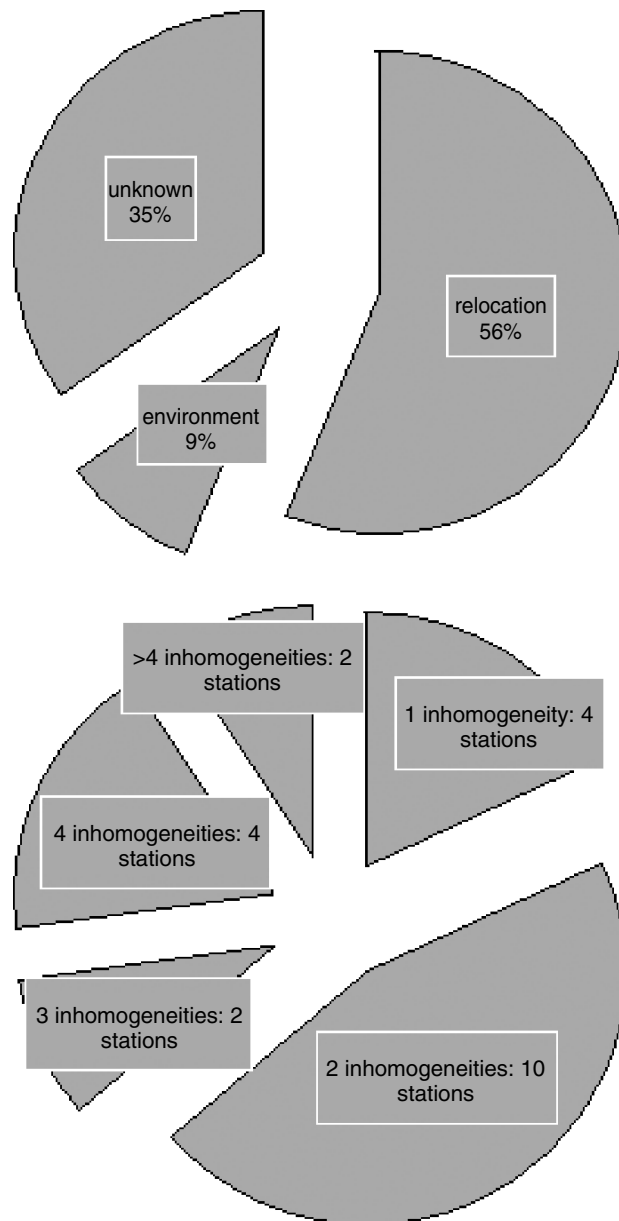 unknown
35%
relocation
56%
environment
9%
>4 inhomogeneities: 2
stations
1 inhomogeneity: 4
stations
4 inhomogeneities: 4
stations
3 inhomogeneities: 2
stations
2 inhomogeneities: 10
stations